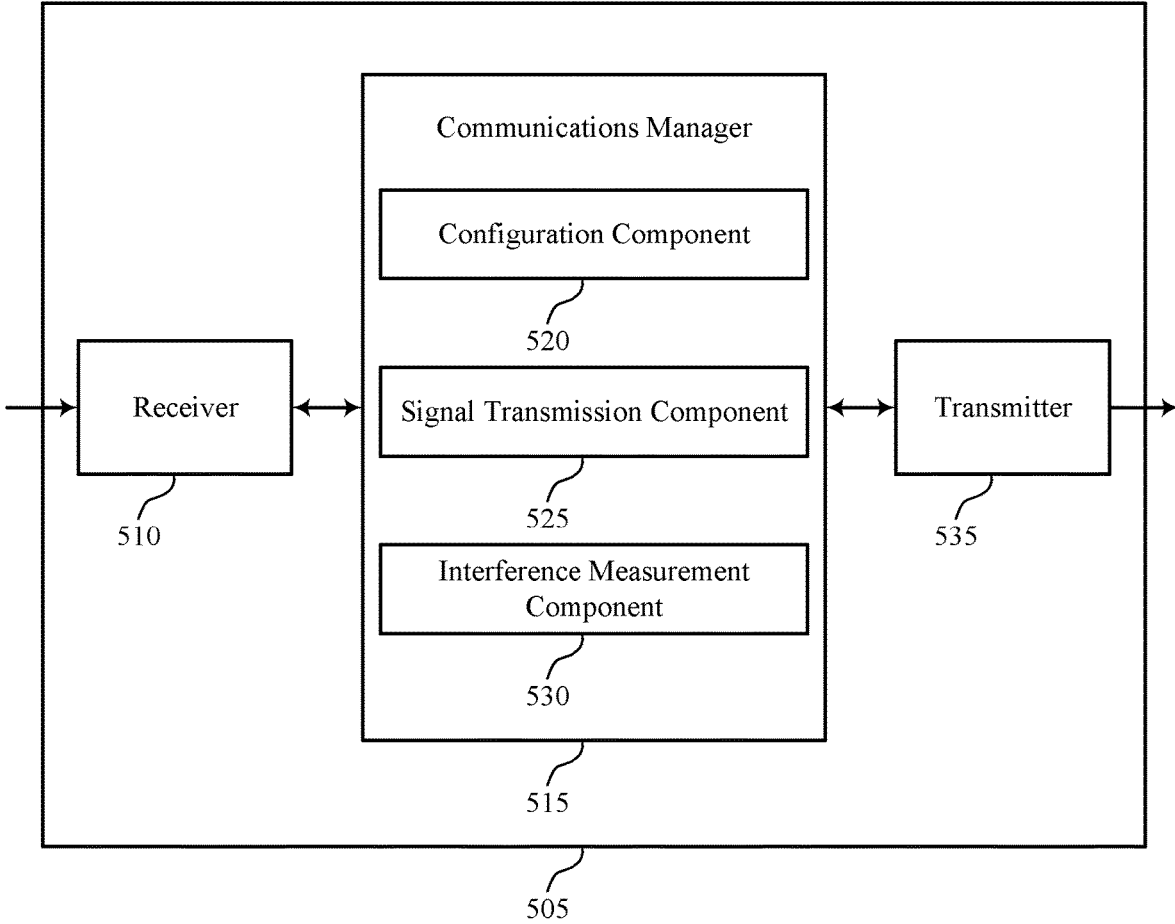 Communications Manager
Configuration Component
520
Receiver
510
Signal Transmission Component
525
Transmitter
535
Interference Measurement
Component
530
515
505